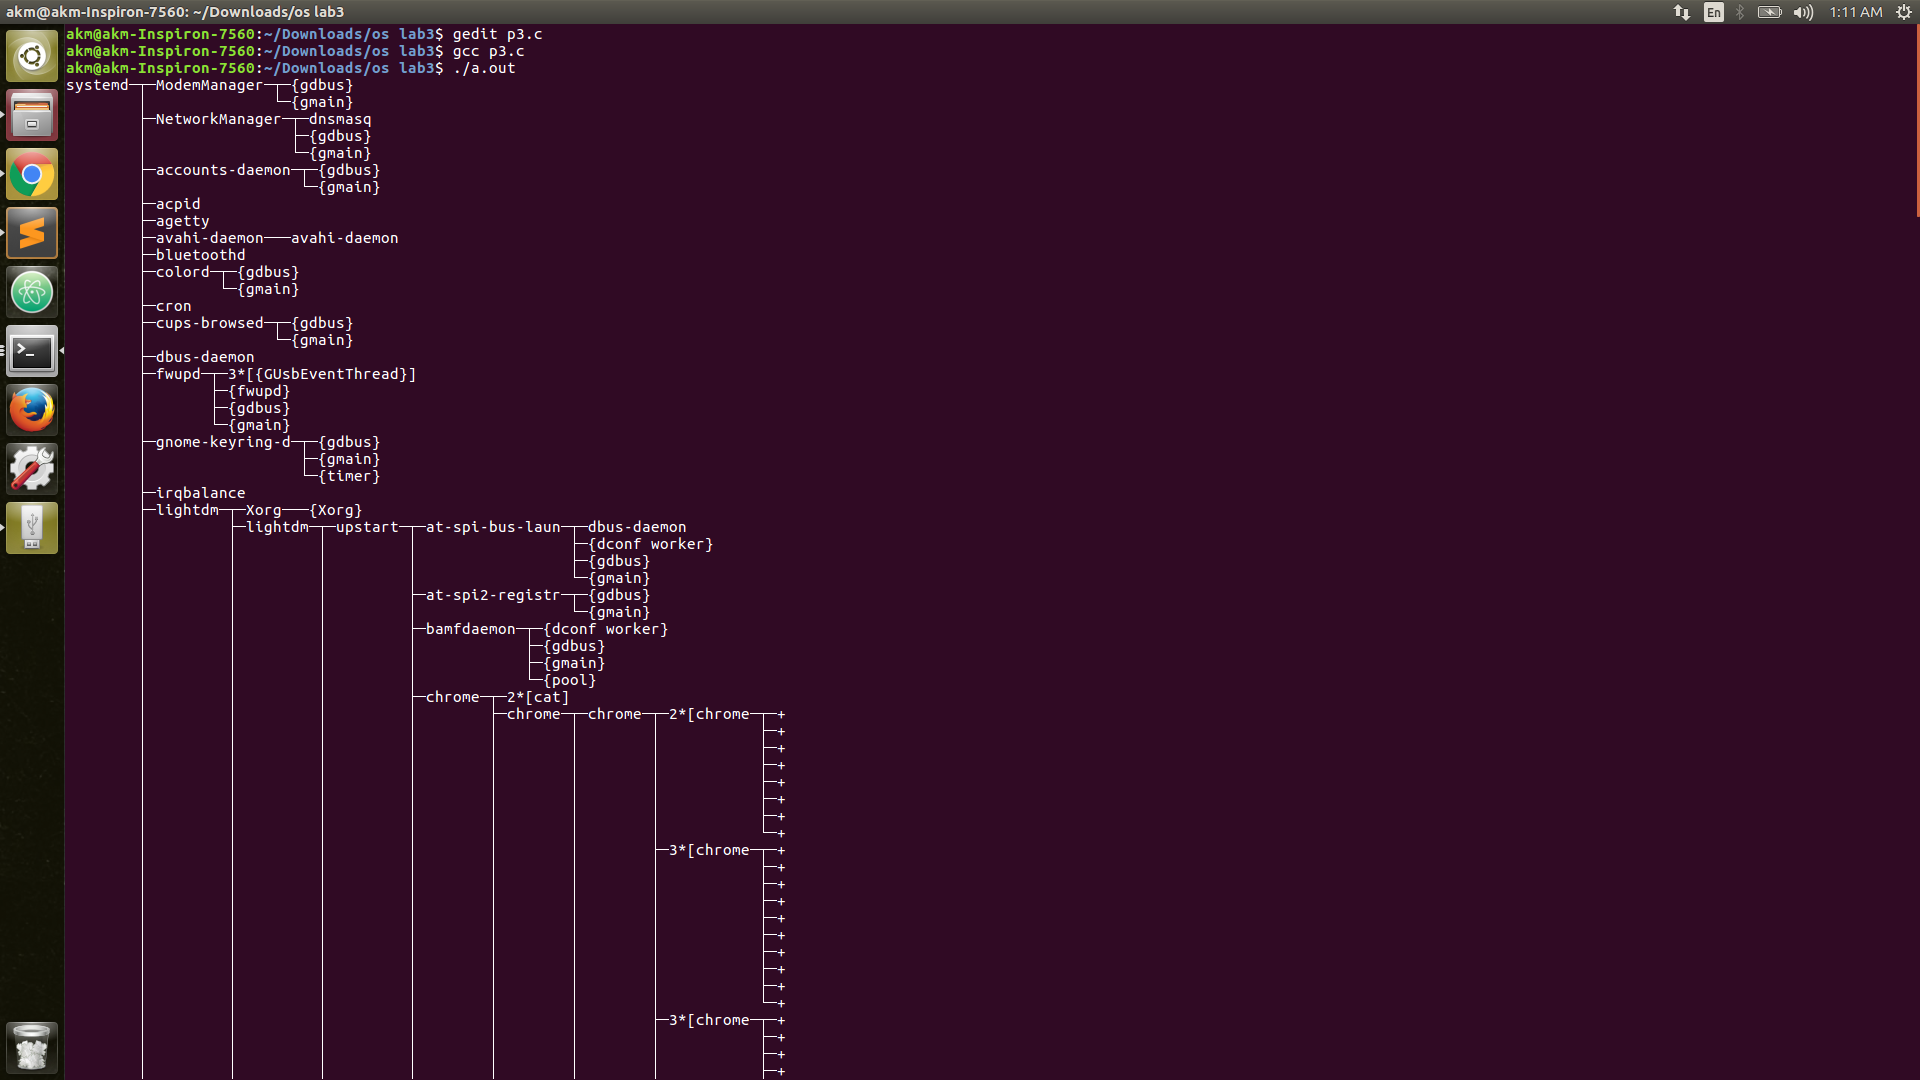 akm@akm-Inspiron-7560: ~/Downloads/os lab3 En 1:11 AM
akm@akm-Inspiron-7560:~/Downloads/os lab3$ gedit p3.c
akm@akm-Inspiron-7560:~/Downloads/os lab3$ gcc p3.c
akm@akm-Inspiron-7560:~/Downloads/os lab3$ ./a.out
systemd─┬─ModemManager─┬─{gdbus}
        │              └─{gmain}
        ├─NetworkManager─┬─dnsmasq
        │                ├─{gdbus}
        │                └─{gmain}
        ├─accounts-daemon─┬─{gdbus}
        │                 └─{gmain}
        ├─acpid
        ├─agetty
        ├─avahi-daemon───avahi-daemon
        ├─bluetoothd
        ├─colord─┬─{gdbus}
        │        └─{gmain}
        ├─cron
        ├─cups-browsed─┬─{gdbus}
        │              └─{gmain}
        ├─dbus-daemon
        ├─fwupd─┬─3*[{GUsbEventThread}]
        │       ├─{fwupd}
        │       ├─{gdbus}
        │       └─{gmain}
        ├─gnome-keyring-d─┬─{gdbus}
        │                 ├─{gmain}
        │                 └─{timer}
        ├─irqbalance
        ├─lightdm─┬─Xorg───{Xorg}
        │         ├─lightdm─┬─upstart─┬─at-spi-bus-laun─┬─dbus-daemon
        │         │         │         │                 ├─{dconf worker}
        │         │         │         │                 ├─{gdbus}
        │         │         │         │                 └─{gmain}
        │         │         │         ├─at-spi2-registr─┬─{gdbus}
        │         │         │         │                 └─{gmain}
        │         │         │         ├─bamfdaemon─┬─{dconf worker}
        │         │         │         │            ├─{gdbus}
        │         │         │         │            ├─{gmain}
        │         │         │         │            └─{pool}
        │         │         │         ├─chrome─┬─2*[cat]
        │         │         │         │        ├─chrome─┬─chrome─┬─2*[chrome─┬─+
        │         │         │         │        │        │        │           ├─+
        │         │         │         │        │        │        │           ├─+
        │         │         │         │        │        │        │           ├─+
        │         │         │         │        │        │        │           ├─+
        │         │         │         │        │        │        │           ├─+
        │         │         │         │        │        │        │           ├─+
        │         │         │         │        │        │        │           └─+
        │         │         │         │        │        │        ├─3*[chrome─┬─+
        │         │         │         │        │        │        │           ├─+
        │         │         │         │        │        │        │           ├─+
        │         │         │         │        │        │        │           ├─+
        │         │         │         │        │        │        │           ├─+
        │         │         │         │        │        │        │           ├─+
        │         │         │         │        │        │        │           ├─+
        │         │         │         │        │        │        │           ├─+
        │         │         │         │        │        │        │           ├─+
        │         │         │         │        │        │        │           └─+
        │         │         │         │        │        │        ├─3*[chrome─┬─+
        │         │         │         │        │        │        │           ├─+
        │         │         │         │        │        │        │           ├─+
        │         │         │         │        │        │        │           ├─+